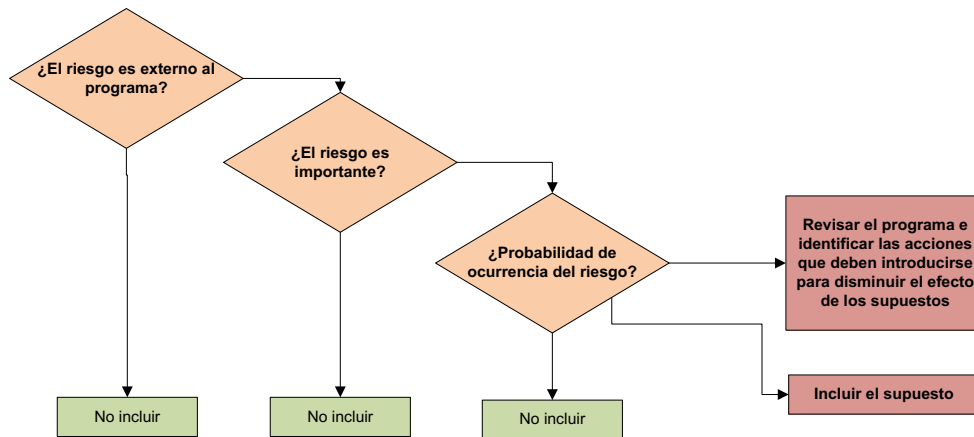 ¿El riesgo es externo al
programa?
¿El riesgo es
importante?
¿Probabilidad de
ocurrencia del riesgo?
Revisar el programa e
identificar las acciones
que deben introducirse
para disminuir el efecto
de los supuestos
Incluir el supuesto
No incluir
No incluir
No incluir